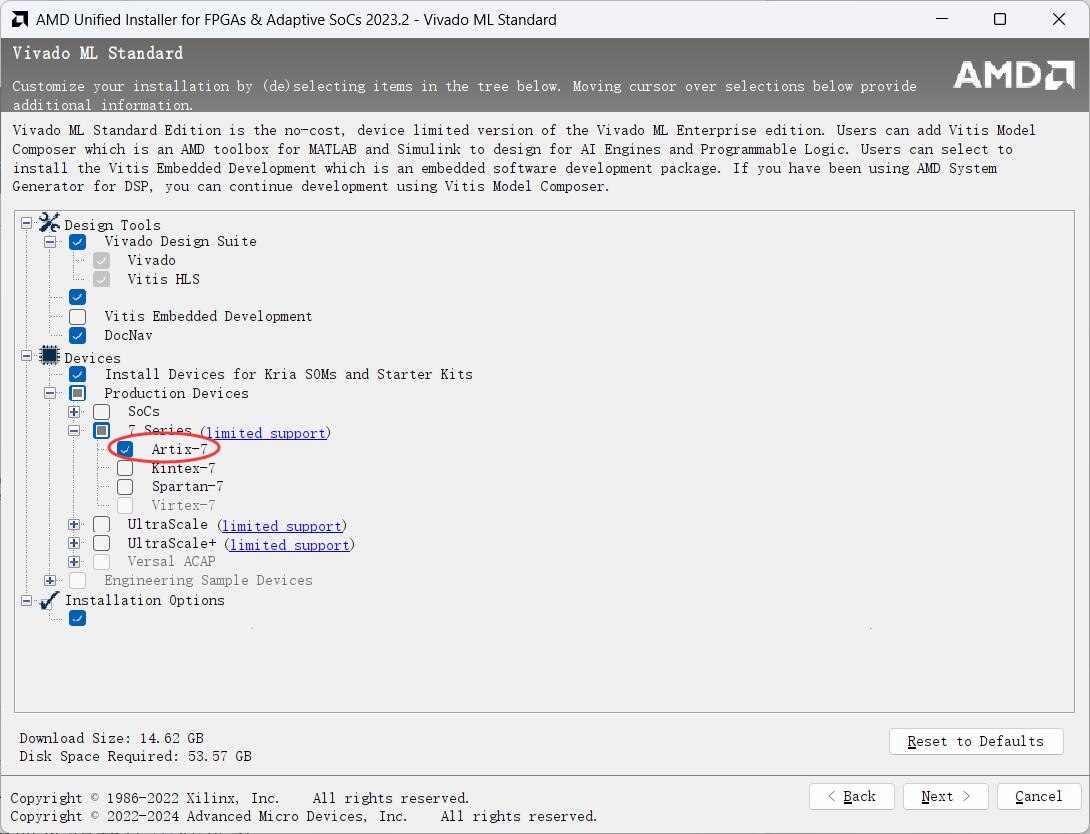 AMD Unified Installer for FPGAs & Adaptive SoCs 2023.2 - Vivado ML Standard
Vivado ML Standard
Customize your installation by (de)selecting items in the tree below. Moving cursor over selections below provide
additional information.
AMD
Vivado ML Standard Edition is the no-cost, device limited version of the Vivado ML Enterprise edition. Users can add Vitis Model
Composer which is an AMD toolbox for MATLAB and Simulink to design for AI Engines and Programmable Logic. Users can select to
install the Vitis Embedded Development which is an embedded software development package. If you have been using AMD System
Generator for DSP, you can continue development using Vitis Model Composer.
Design Tools
Vivado Design Suite
Vivado
Vitis HLS
Vitis Embedded Development
DocNav
Devices
Install Devices for Kria SOMs and Starter Kits
Production Devices
SoCs
7 Series (limited support)
Artix-7
Kintex-7
Spartan-7
Virtex-7
UltraScale (limited support)
UltraScale+ (limited support)
Versal ACAP
Engineering Sample Devices
Installation Options
Download Size: 14.62 GB
Disk Space Required: 53.57 GB
Reset to Defaults
Copyright © 1986-2022 Xilinx, Inc. All rights reserved.
Copyright © 2022-2024 Advanced Micro Devices, Inc. All rights reserved.
< Back
Next >
Cancel